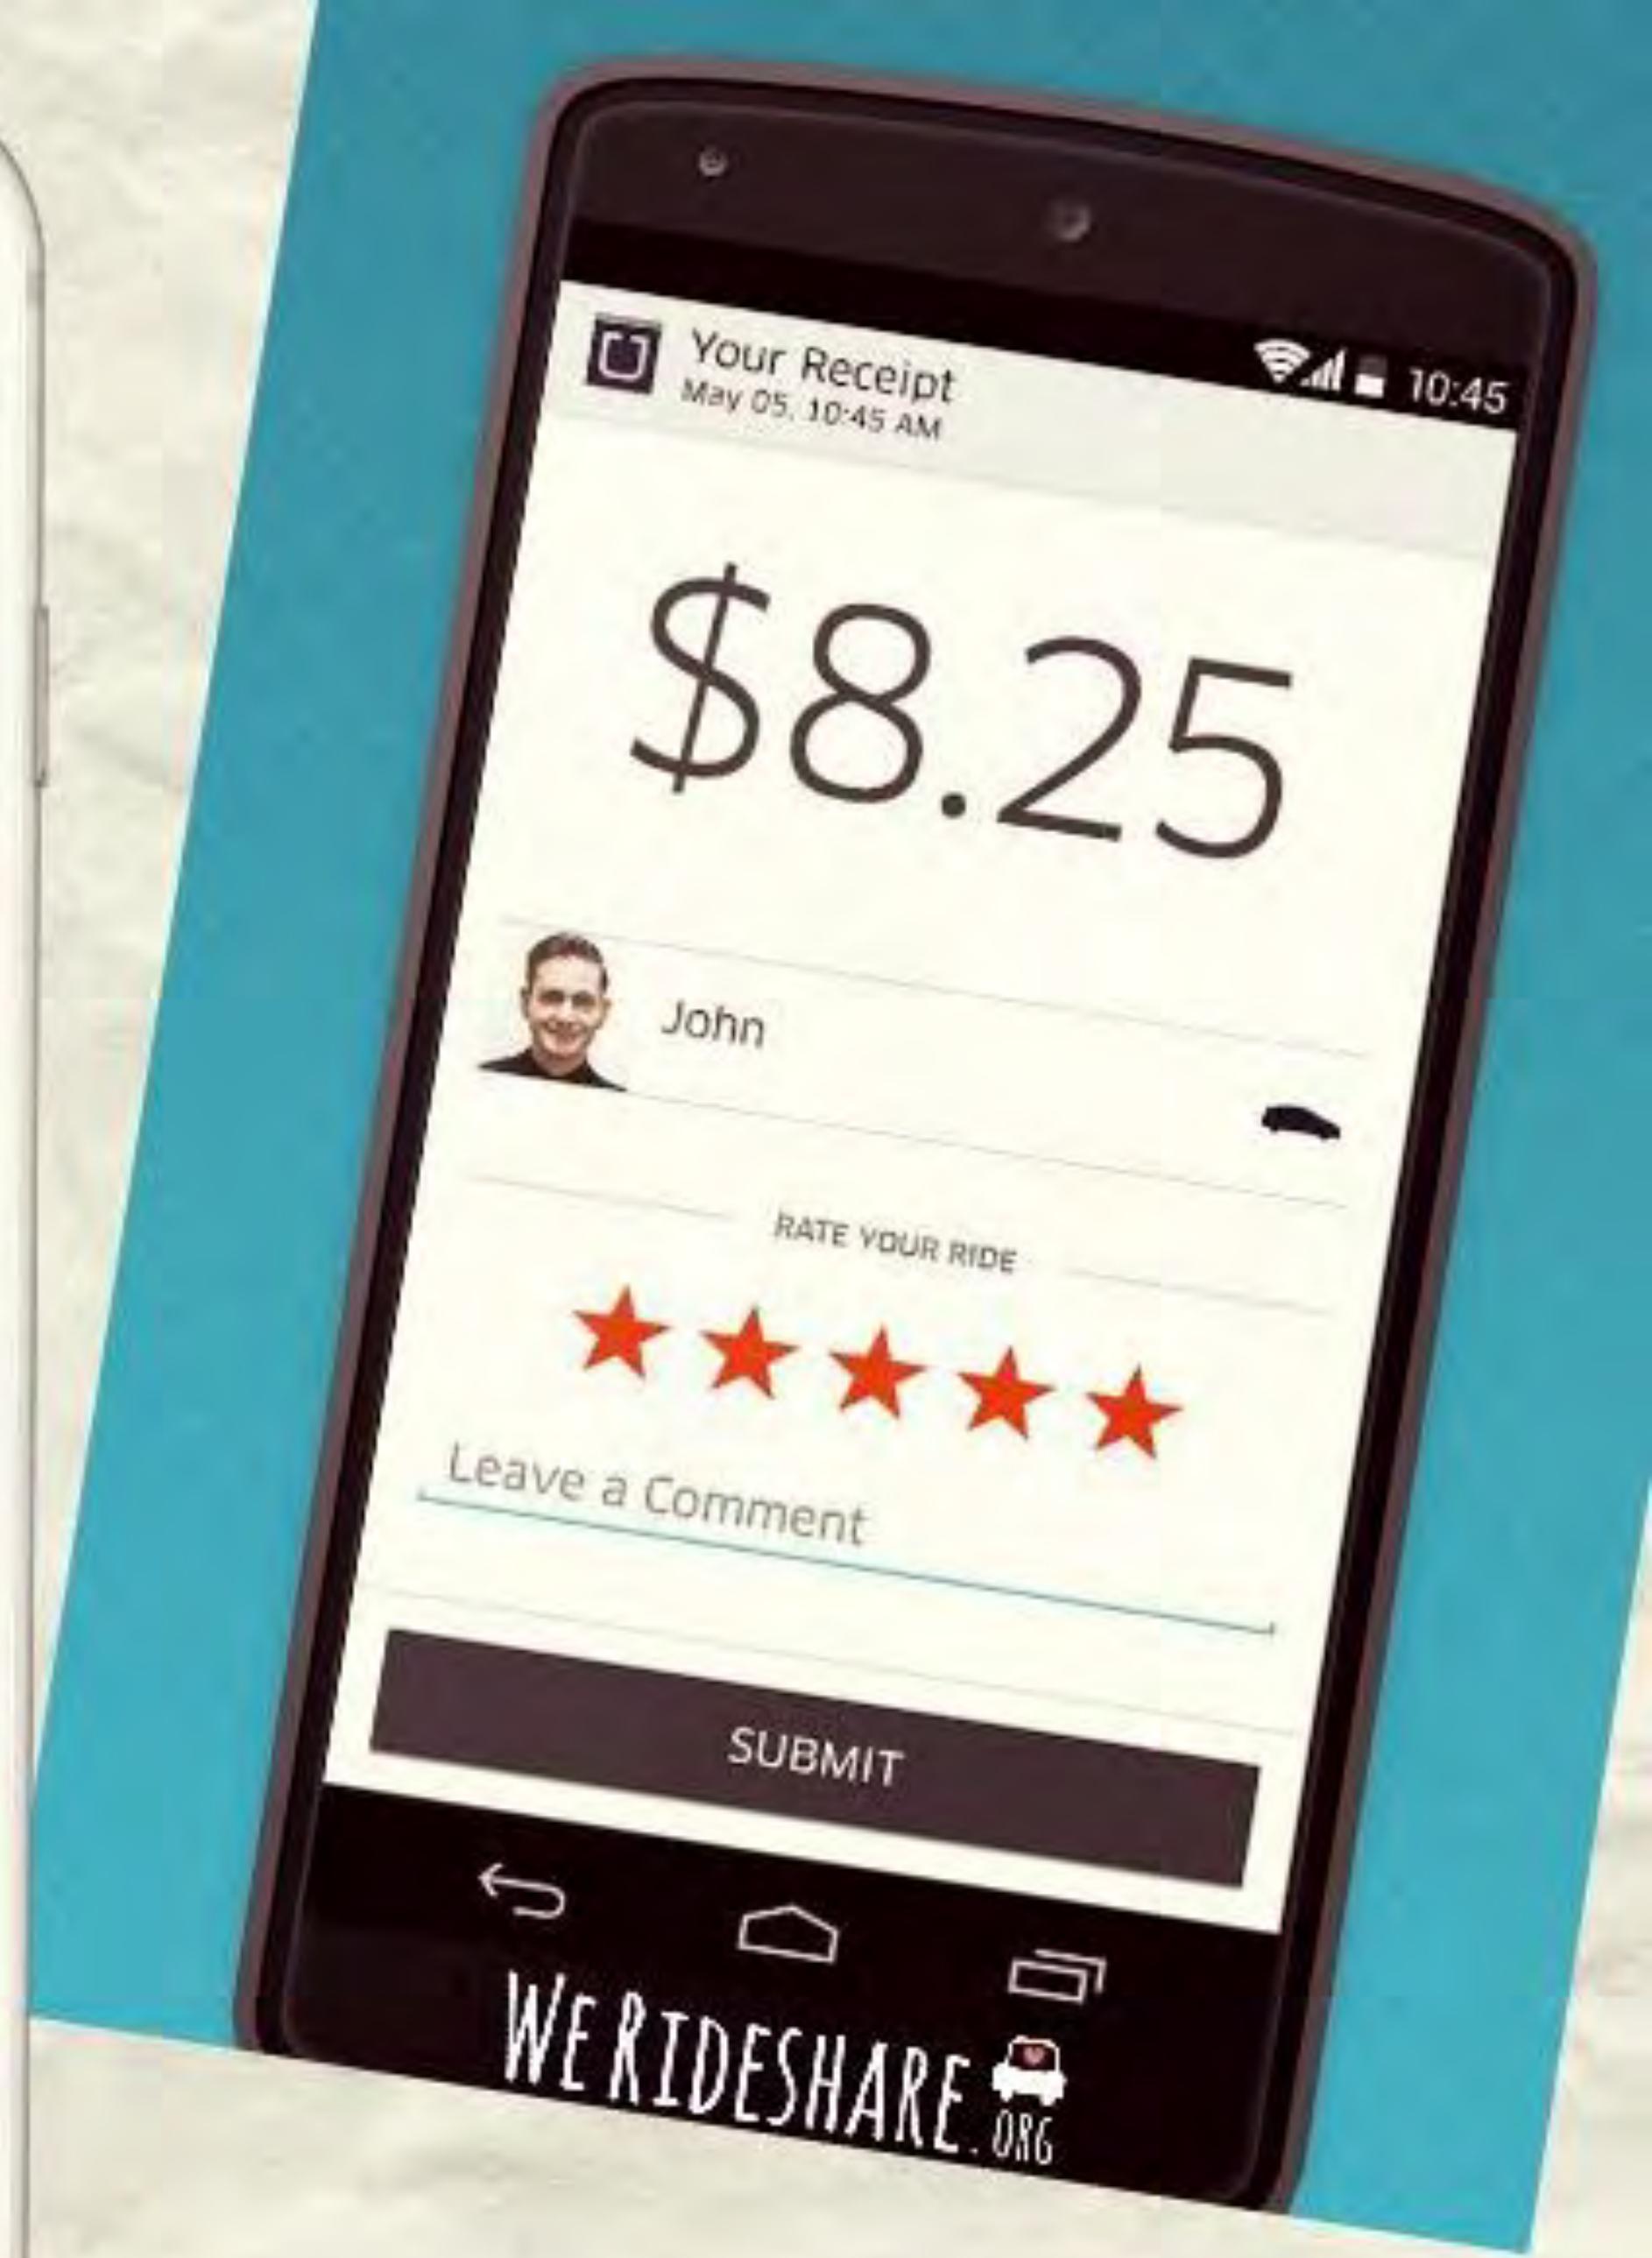 10:45
Your Receipt
May 05, 10:45 AM
$8.25
John
RATE YOUR RIDE
Leave a Comment
SUBMIT
WE RIDESHARE.ORG